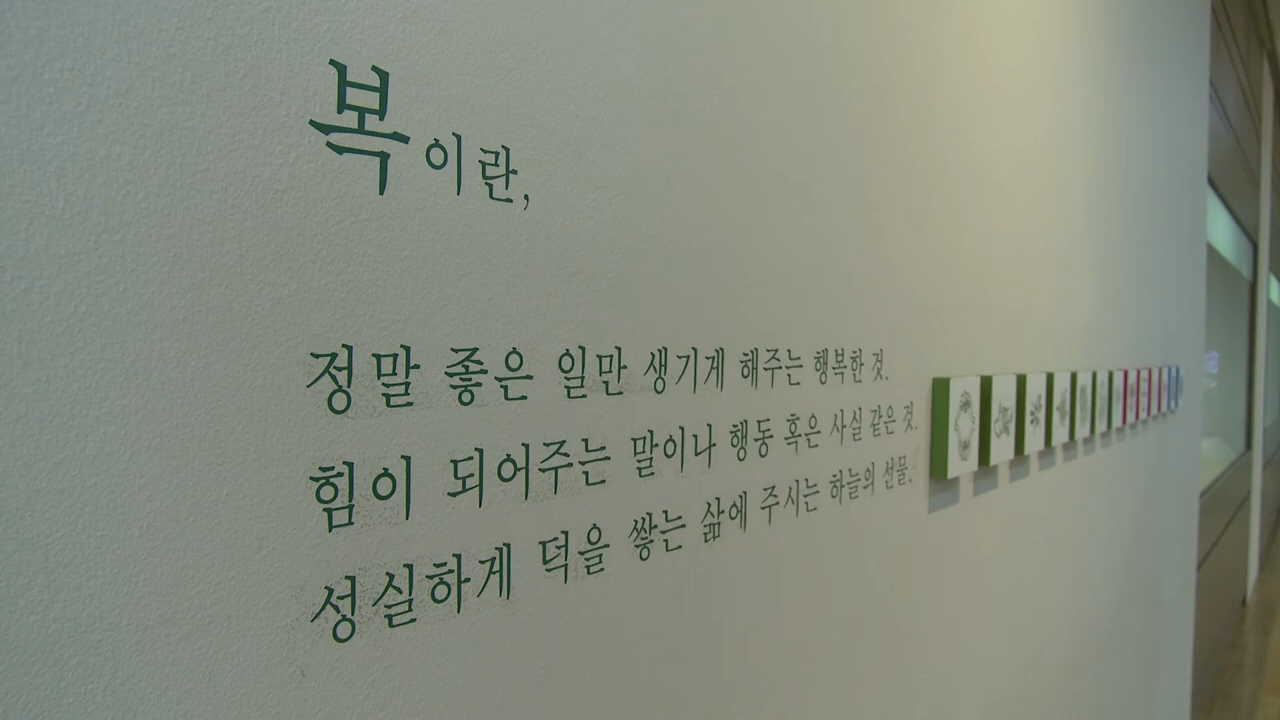 복이란,
정말 좋은 일만 생기게 해주는 행복한 것.
힘이 되어주는 말이나 행동 혹은 사실 같은 것.
성실하게 덕을 쌓는 삶에 주시는 하늘의 선물.